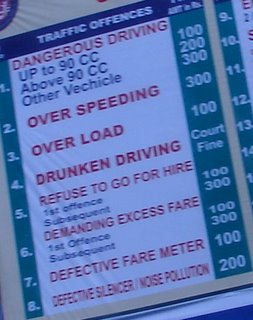 TRAFFIC OFFENCES
1. DANGEROUS DRIVING
Up to 90 CC 100
Above 90 CC 200
Other Vechicle 300
2. OVER SPEEDING 300
3. OVER LOAD 100
4. DRUNKEN DRIVING Court Fine
5. REFUSE TO GO FOR HIRE
1st offence 100
Subsequent 300
6. DEMANDING EXCESS FARE
1st Offence 100
Subsequent 300
7. DEFECTIVE FARE METER 100
8. DEFECTIVE SILENCER / NOISE POLLUTION 200
9.
10.
11.
12.
13.
14.